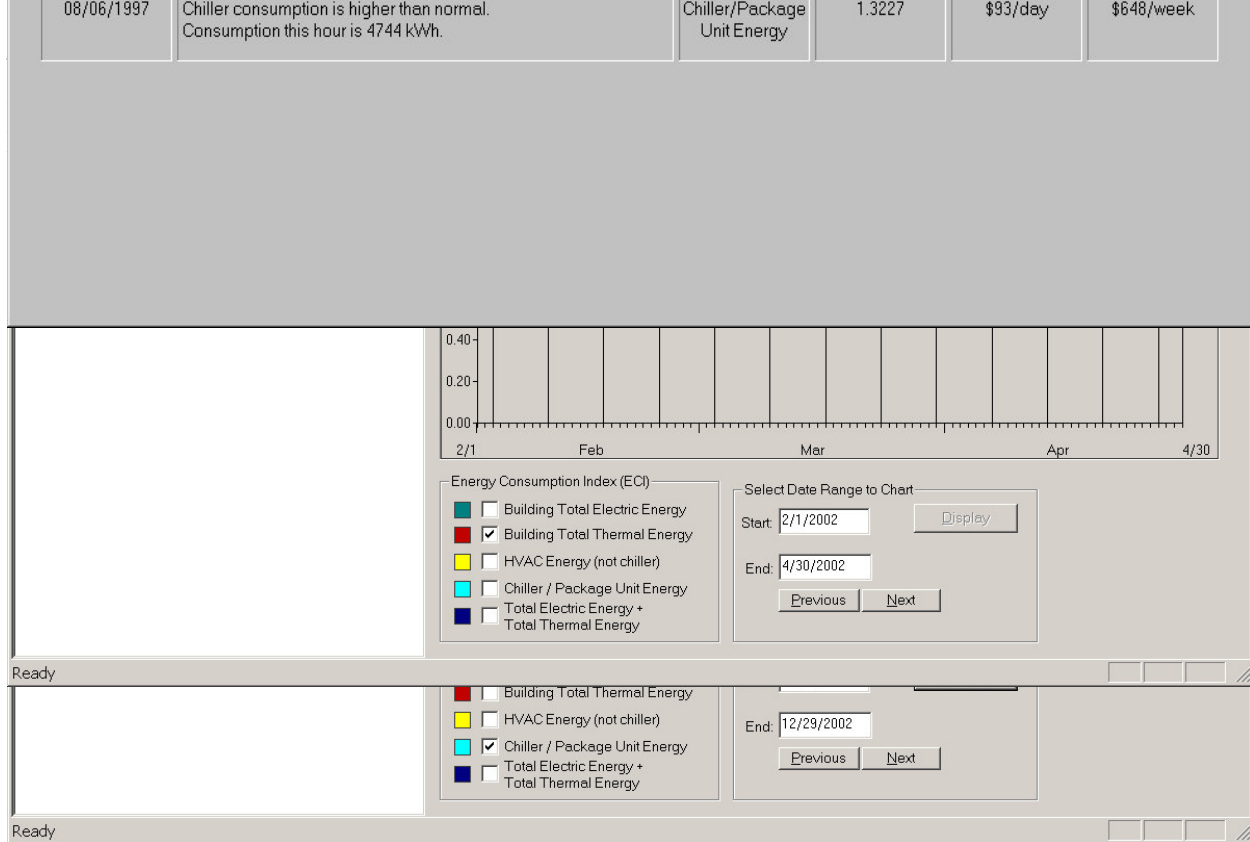 08/06/1997 Chiller consumption is higher than normal. Chiller/Package 1.3227 $93/day $648/week
Consumption this hour is 4744 kWh. Unit Energy
0.40
0.20
0.00
2/1 Feb Mar Apr 4/30
Energy Consumption Index (ECI)
Building Total Electric Energy
Building Total Thermal Energy
HVAC Energy (not chiller)
Chiller / Package Unit Energy
Total Electric Energy +
Total Thermal Energy
Select Date Range to Chart
Start: 2/1/2002 Display
End: 4/30/2002
Previous Next
Ready
Building Total Thermal Energy
HVAC Energy (not chiller)
Chiller / Package Unit Energy
Total Electric Energy +
Total Thermal Energy
End: 12/29/2002
Previous Next
Ready